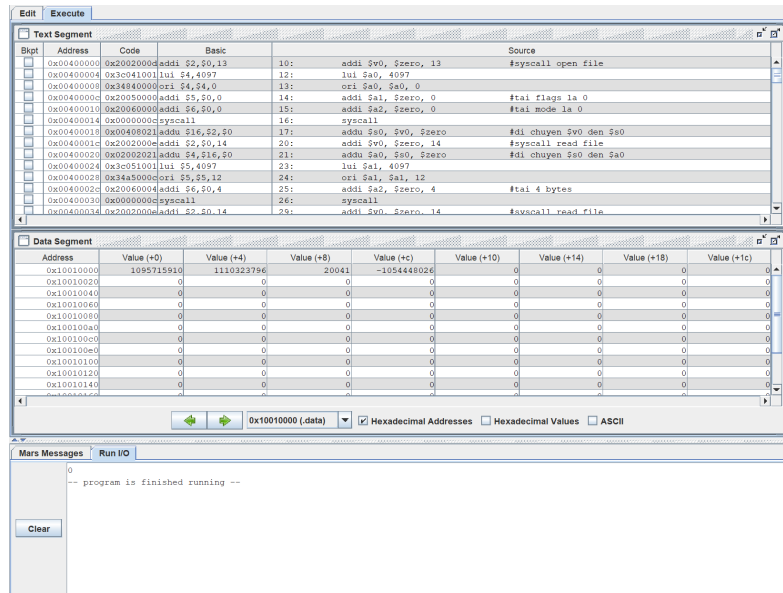 Edit Execute
Text Segment
Bkpt Address Code Basic Source
0x00400000 0x2002000d addi $2,$0,13 10: addi $v0, $zero, 13 #syscall open file
0x00400004 0x3c041001 lui $4,4097 12: lui $a0, 4097
0x00400008 0x34840000 ori $4,$4,0 13: ori $a0, $a0, 0
0x0040000c 0x20050000 addi $5,$0,0 14: addi $a1, $zero, 0 #tai flags la 0
0x00400010 0x20060000 addi $6,$0,0 15: addi $a2, $zero, 0 #tai mode la 0
0x00400014 0x0000000c syscall 16: syscall
0x00400018 0x00408021 addu $16,$2,$0 17: addu $s0, $v0, $zero #di chuyen $v0 den $s0
0x0040001c 0x2002000e addi $2,$0,14 20: addi $v0, $zero, 14 #syscall read file
0x00400020 0x02002021 addu $4,$16,$0 21: addu $a0, $s0, $zero #di chuyen $s0 den $a0
0x00400024 0x3c051001 lui $5,4097 23: lui $a1, 4097
0x00400028 0x34a5000c ori $5,$5,12 24: ori $a1, $a1, 12
0x0040002c 0x20060004 addi $6,$0,4 25: addi $a2, $zero, 4 #tai 4 bytes
0x00400030 0x0000000c syscall 26: syscall
0x00400034 0x2002000e addi $2,$0,14 29: addi $v0, $zero, 14 #syscall read file
Data Segment
Address Value (+0) Value (+4) Value (+8) Value (+c) Value (+10) Value (+14) Value (+18) Value (+1c)
0x10010000 1095715910 1110323796 20041 -1054448026 0 0 0 0
0x10010020 0 0 0 0 0 0 0 0
0x10010040 0 0 0 0 0 0 0 0
0x10010060 0 0 0 0 0 0 0 0
0x10010080 0 0 0 0 0 0 0 0
0x100100a0 0 0 0 0 0 0 0 0
0x100100c0 0 0 0 0 0 0 0 0
0x100100e0 0 0 0 0 0 0 0 0
0x10010100 0 0 0 0 0 0 0 0
0x10010120 0 0 0 0 0 0 0 0
0x10010140 0 0 0 0 0 0 0 0
0x10010000 (.data) Hexadecimal Addresses Hexadecimal Values ASCII
Mars Messages Run I/O
0
-- program is finished running --
Clear